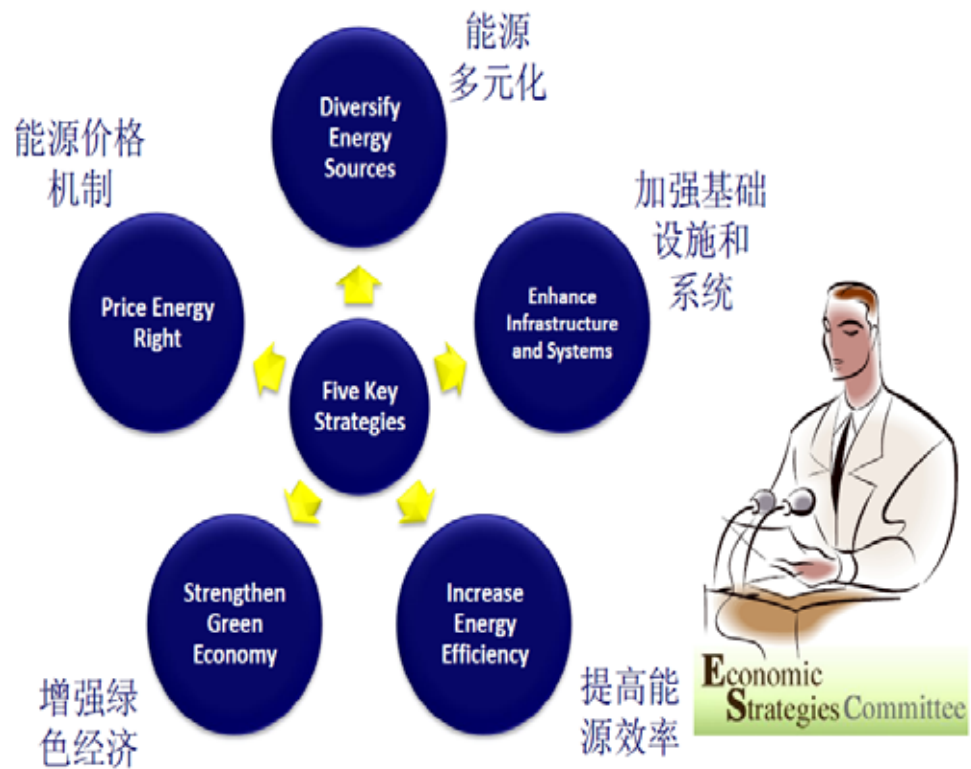 能源
多元化
Diversify
Energy
Sources
能源价格
机制
Price Energy
Right
加强基础
设施和
系统
Enhance
Infrastructure
and Systems
Five Key
Strategies
Strengthen
Green
Economy
增强绿
色经济
Increase
Energy
Efficiency
提高能
源效率
Economic
Strategies Committee